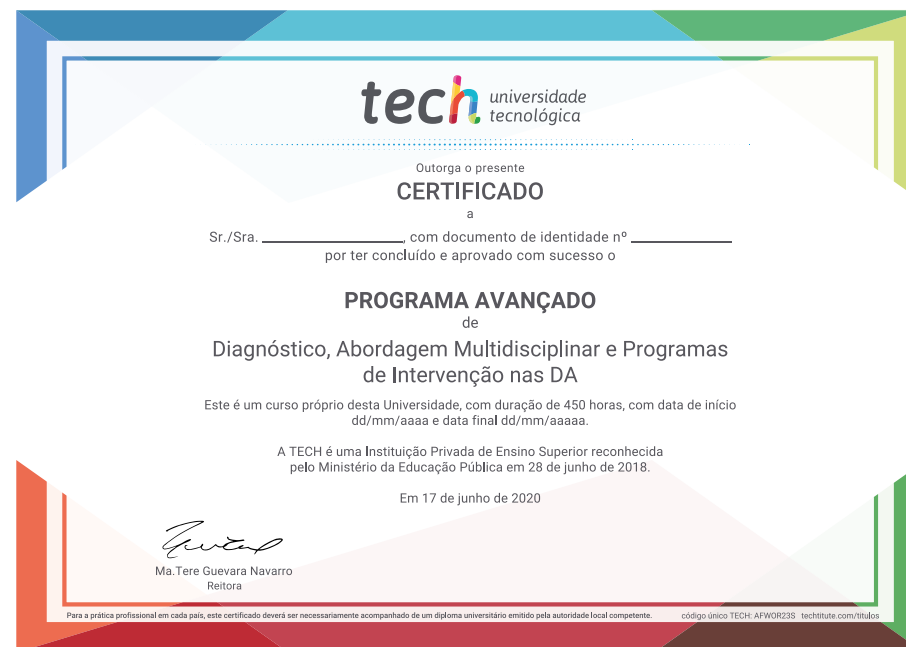 tech universidade
tecnológica
Outorga o presente
CERTIFICADO
a
Sr./Sra. ____________________, com documento de identidade nº ______________
por ter concluído e aprovado com sucesso o
PROGRAMA AVANÇADO
de
Diagnóstico, Abordagem Multidisciplinar e Programas
de Intervenção nas DA
Este é um curso próprio desta Universidade, com duração de 450 horas, com data de início
dd/mm/aaaa e data final dd/mm/aaaaa.
A TECH é uma Instituição Privada de Ensino Superior reconhecida
pelo Ministério da Educação Pública em 28 de junho de 2018.
Em 17 de junho de 2020
Ma.Tere Guevara Navarro
Reitora
Para a prática profissional em cada país, este certificado deverá ser necessariamente acompanhado de um diploma universitário emitido pela autoridade local competente. código único TECH: AFWOR23S techtitute.com/titulos